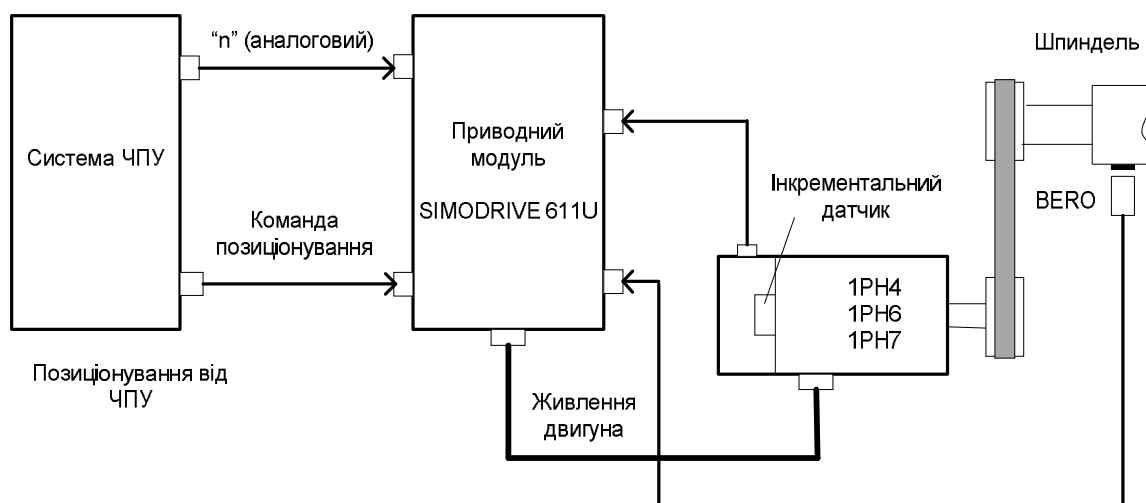 “n” (аналоговий)
Шпиндель
Приводний
модуль
Система ЧПУ
Інкрементальний
датчик
BERO
SIMODRIVE 611U
Команда
позиціонування
1PH4
1PH6
1PH7
Позиціонування від
ЧПУ
Живлення
двигуна